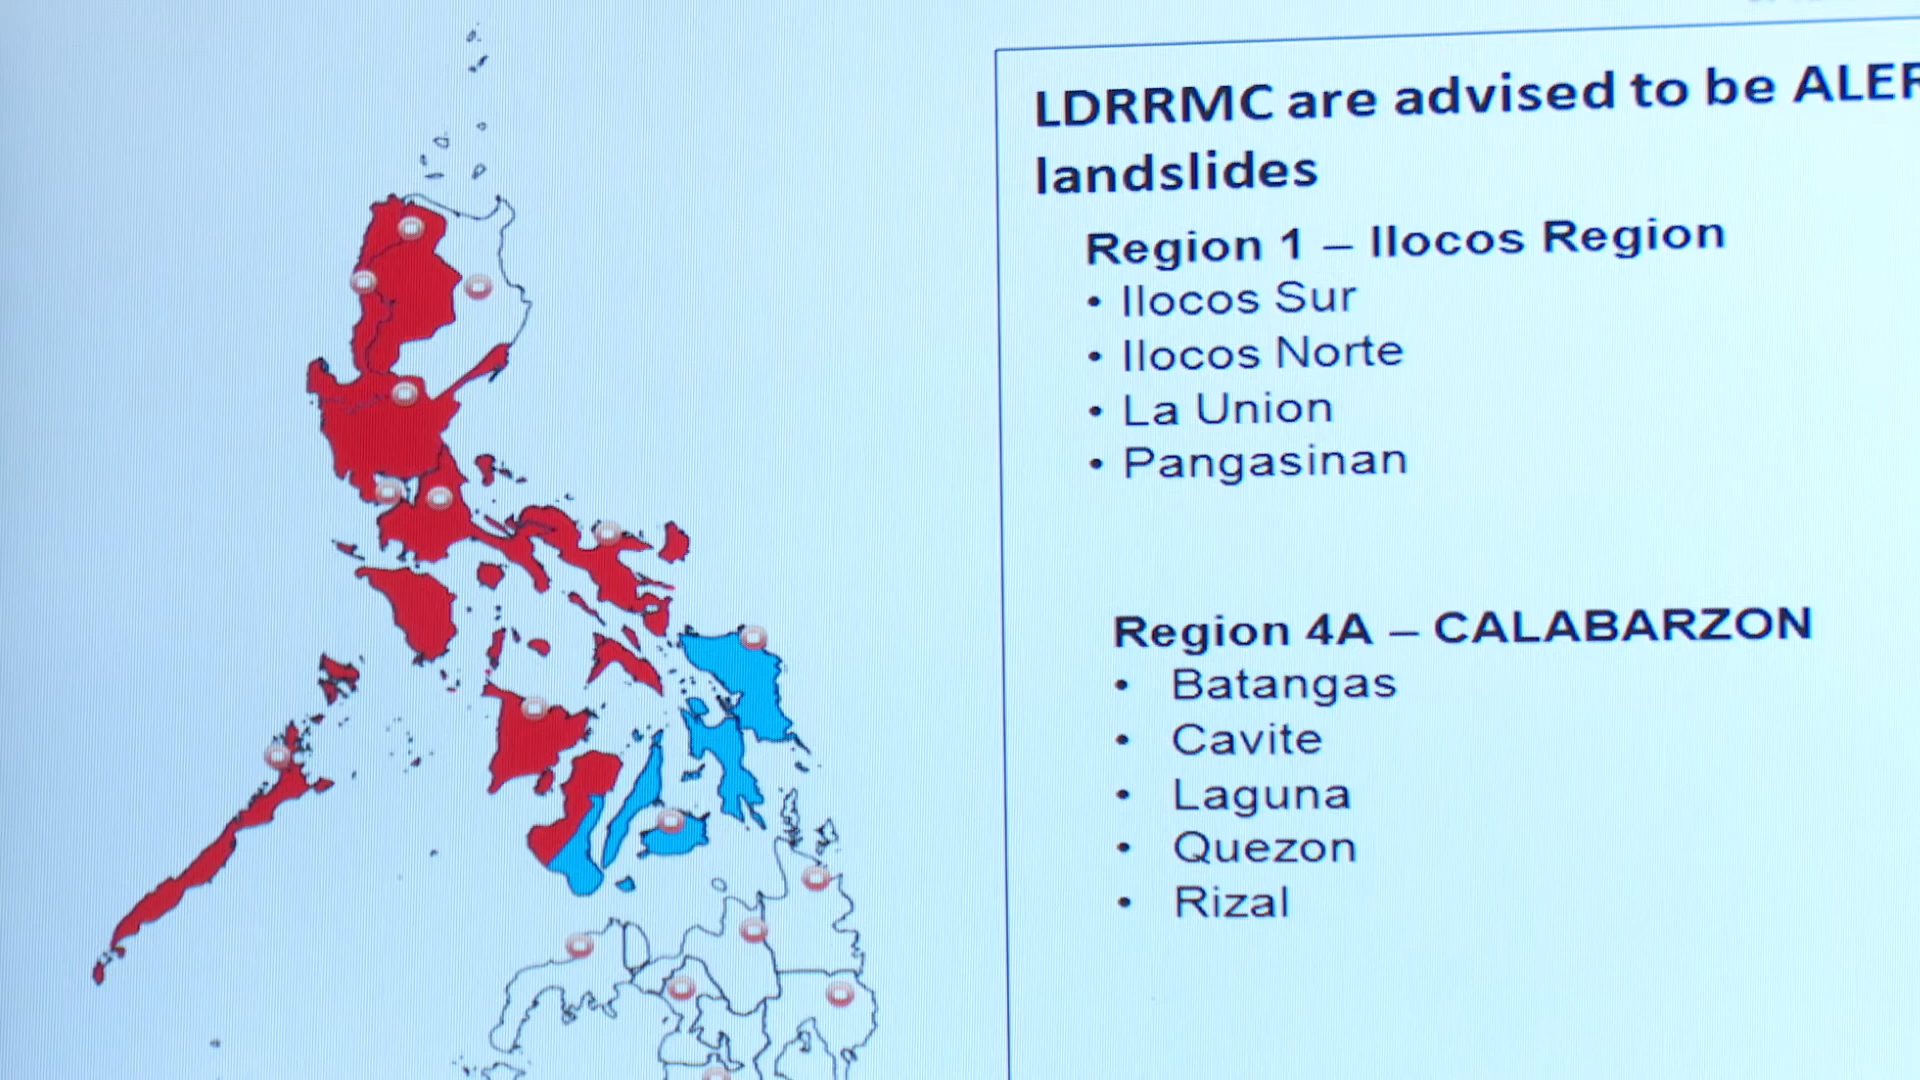 LDRRMC are advised to be ALER
landslides
Region 1 – Ilocos Region
• Ilocos Sur
• Ilocos Norte
• La Union
• Pangasinan
Region 4A – CALABARZON
• Batangas
• Cavite
• Laguna
• Quezon
• Rizal